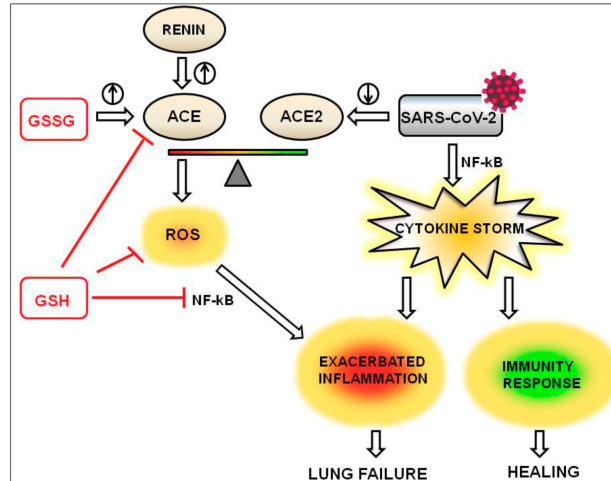 RENIN
GSSG
ACE
ACE2
SARS-CoV-2
NF-kB
ROS
CYTOKINE STORM
GSH
NF-kB
EXACERBATED
INFLAMMATION
IMMUNITY
RESPONSE
LUNG FAILURE
HEALING